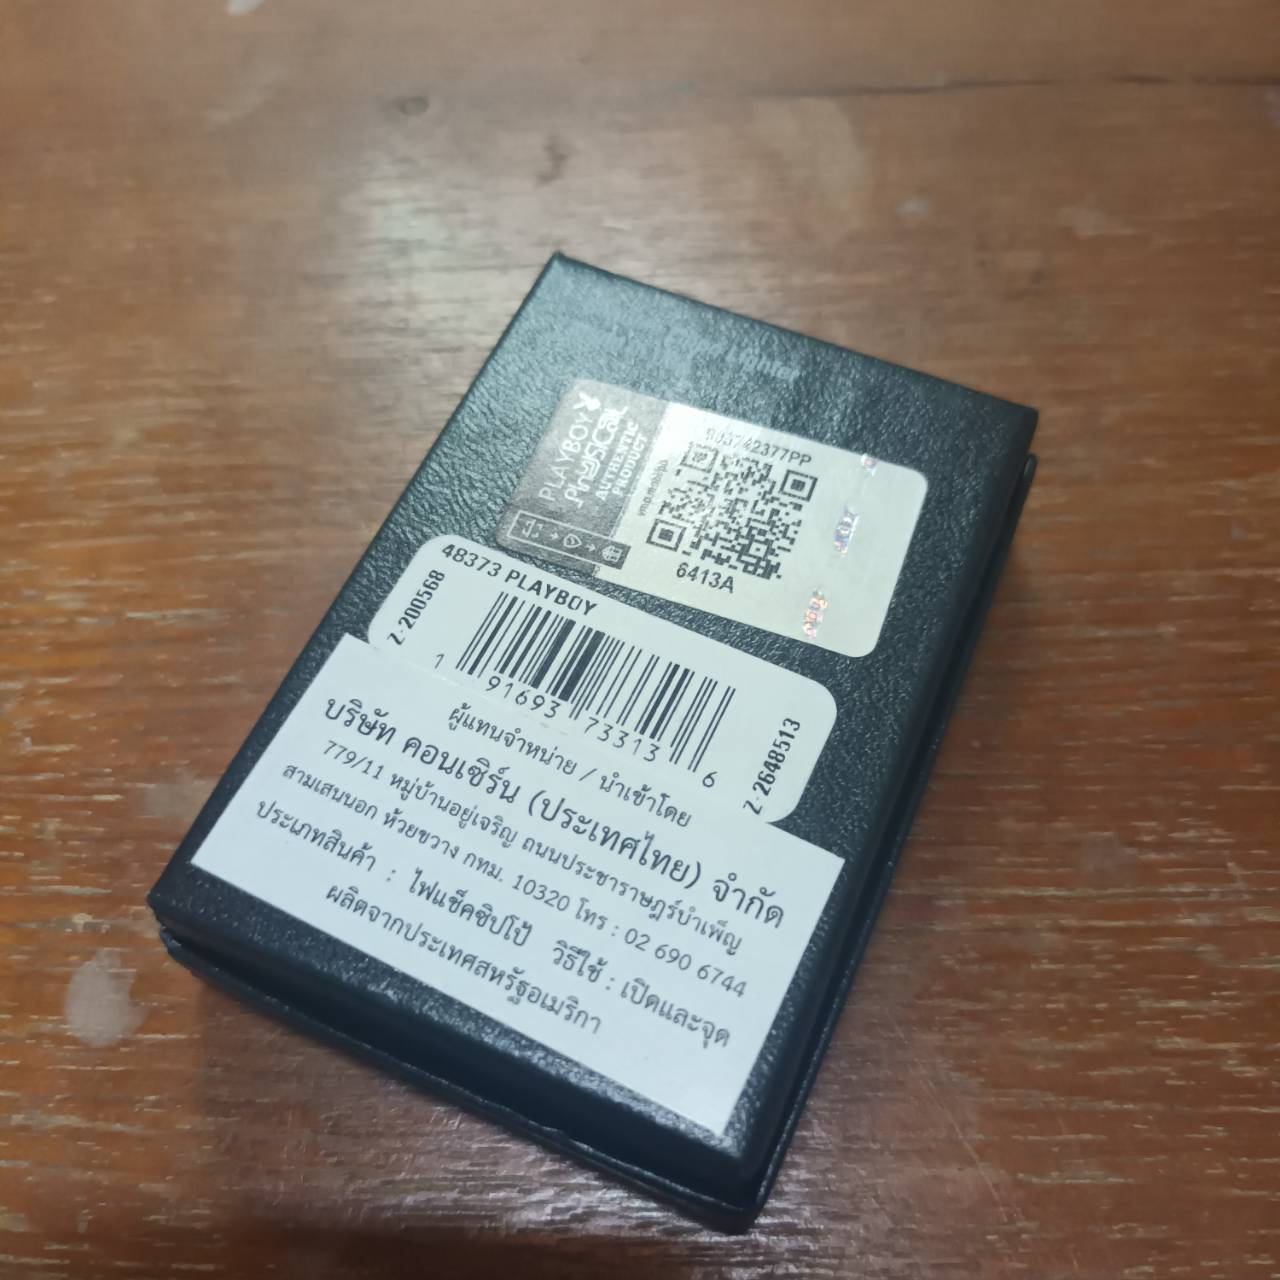 PLAYBOY
Physical
AUTHENTIC
PRODUCT
6413A
48373 PLAYBOY
Z-200568
1 91693 73313 6
Z-2648513
ผู้แทนจำหน่าย / นำเข้าโดย
บริษัท คอนเซิร์น (ประเทศไทย) จำกัด
779/11 หมู่บ้านอยู่เจริญ ถนนประชาราษฎร์บำเพ็ญ
สามเสนนอก ห้วยขวาง กทม. 10320 โทร : 02 690 6744
ประเภทสินค้า : ไฟแช็คซิปโป้ วิธีใช้ : เปิดและจุด
ผลิตจากประเทศสหรัฐอเมริกา